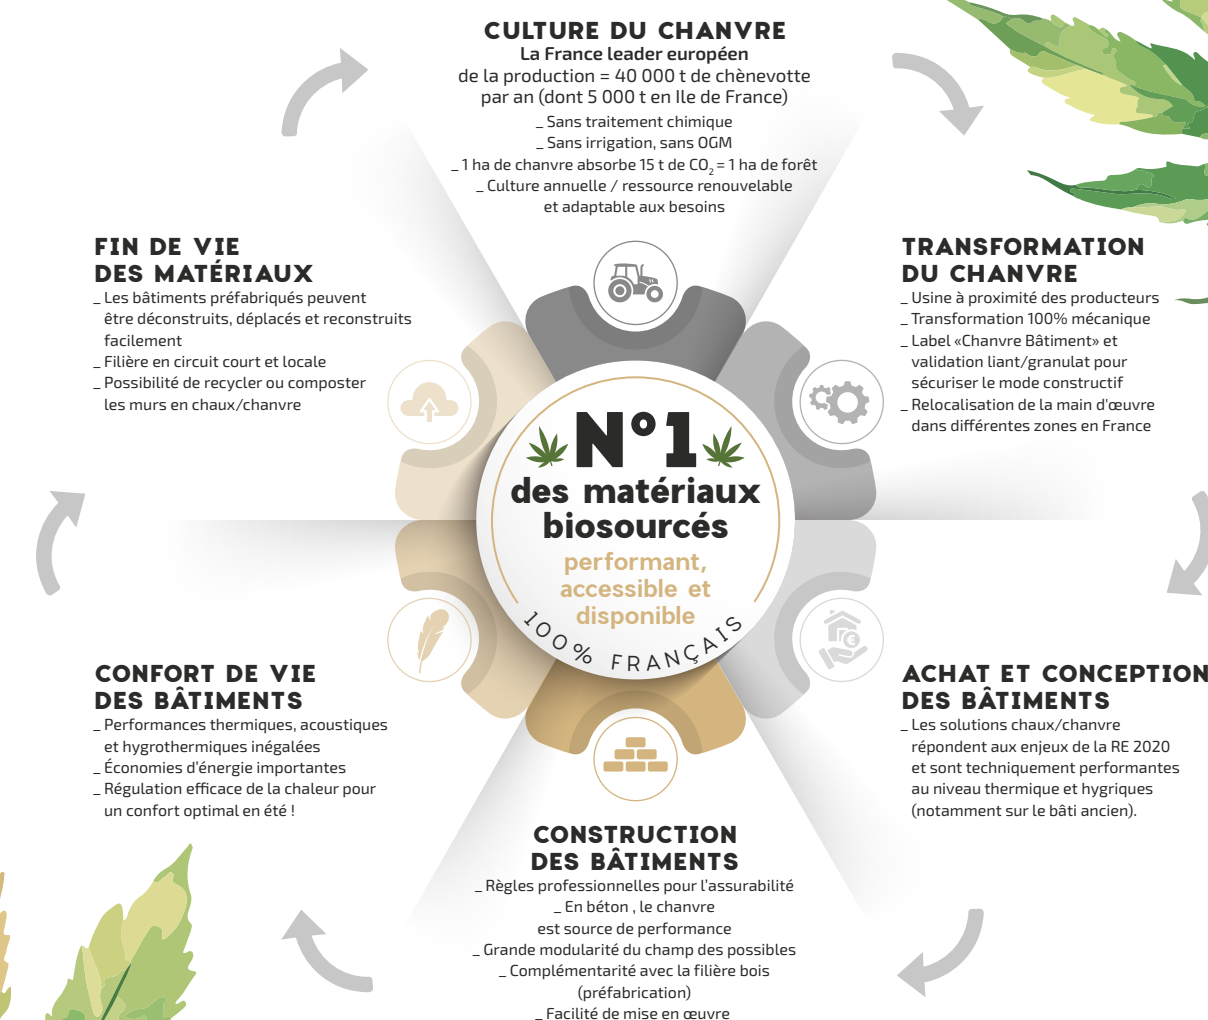 CULTURE DU CHANVRE
La France leader européen
de la production = 40 000 t de chènevotte
par an (dont 5 000 t en Ile de France)
_ Sans traitement chimique
_ Sans irrigation, sans OGM
_ 1 ha de chanvre absorbe 15 t de CO₂ = 1 ha de forêt
_ Culture annuelle / ressource renouvelable
et adaptable aux besoins
TRANSFORMATION
DU CHANVRE
_ Usine à proximité des producteurs
_ Transformation 100% mécanique
_ Label «Chanvre Bâtiment» et
validation liant/granulat pour
sécuriser le mode constructif
_ Relocalisation de la main d'œuvre
dans différentes zones en France
ACHAT ET CONCEPTION
DES BÂTIMENTS
_ Les solutions chaux/chanvre
répondent aux enjeux de la RE 2020
et sont techniquement performantes
au niveau thermique et hygriques
(notamment sur le bâti ancien).
CONSTRUCTION
DES BÂTIMENTS
_ Règles professionnelles pour l'assurabilité
_ En béton , le chanvre
est source de performance
_ Grande modularité du champ des possibles
_ Complémentarité avec la filière bois
(préfabrication)
_ Facilité de mise en œuvre
CONFORT DE VIE
DES BÂTIMENTS
_ Performances thermiques, acoustiques
et hygrothermiques inégalées
_ Économies d'énergie importantes
_ Régulation efficace de la chaleur pour
un confort optimal en été !
FIN DE VIE
DES MATÉRIAUX
_ Les bâtiments préfabriqués peuvent
être déconstruits, déplacés et reconstruits
facilement
_ Filière en circuit court et locale
_ Possibilité de recycler ou composter
les murs en chaux/chanvre
N°1
des matériaux
biosourcés
performant,
accessible et
disponible
100% FRANÇAIS